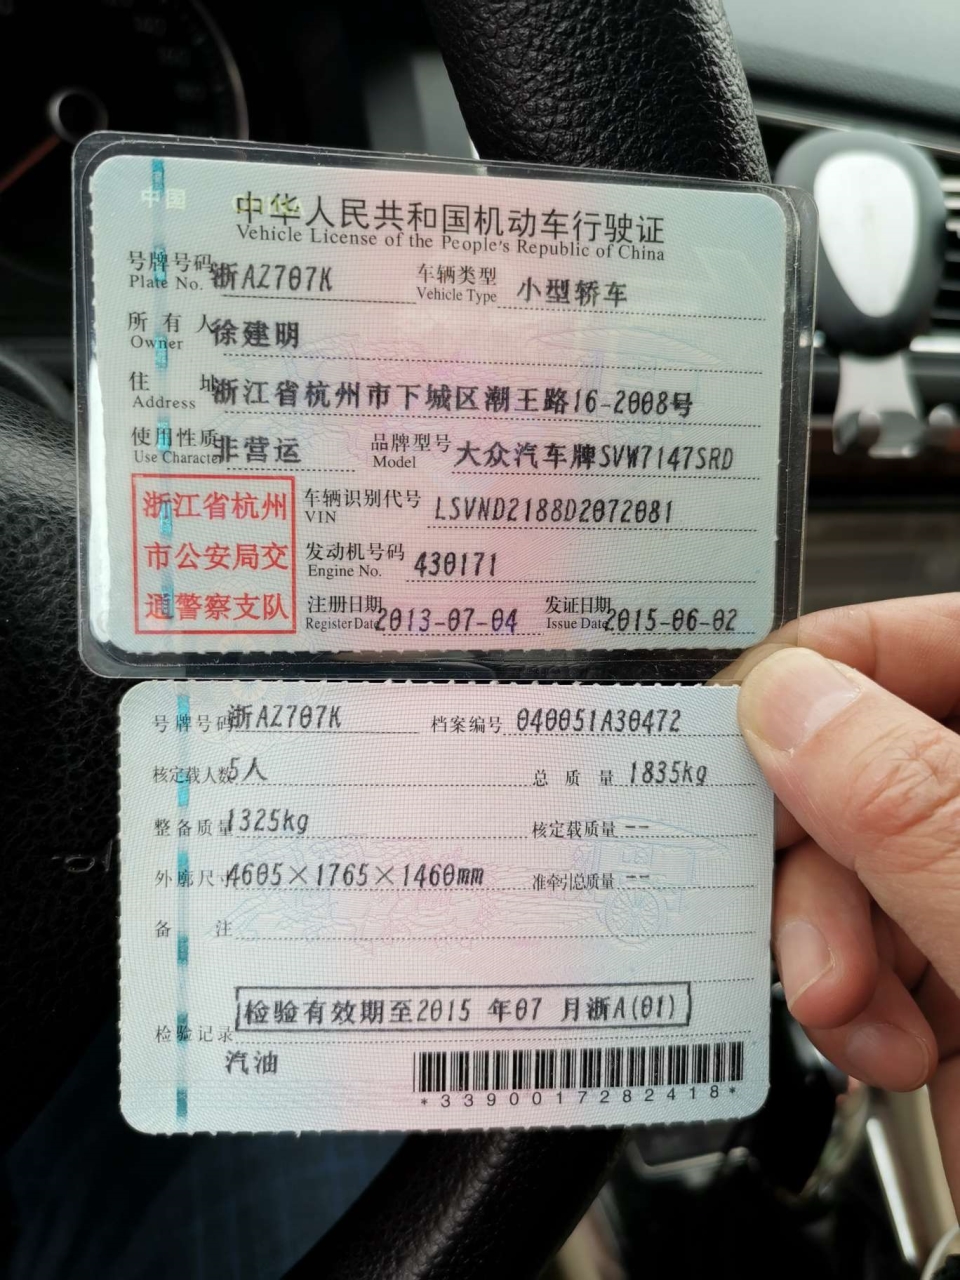 中国
中华人民共和国机动车行驶证
Vehicle License of the People's Republic of China
号牌号码 浙AZ707K 车辆类型 小型轿车
Plate No. Vehicle Type
所有人 徐建明
Owner
住址 浙江省杭州市下城区潮王路16-2008号
Address
使用性质 非营运 品牌型号 大众汽车牌SVW7147SRD
Use Character Model
浙江省杭州
市公安局交
通警察支队
车辆识别代号 LSVND2188D2072081
VIN
发动机号码 430171
Engine No.
注册日期 2013-07-04 发证日期 2015-06-02
Register Date Issue Date
号牌号码 浙AZ707K 档案编号 040051A30472
核定载人数 5人 总质量 1835kg
整备质量 1325kg 核定载质量 --
外廓尺寸 4605×1765×1460mm 准牵引总质量 --
备注
检验有效期至2015 年07 月浙A(01)
检验记录
汽油
*3390017282418*